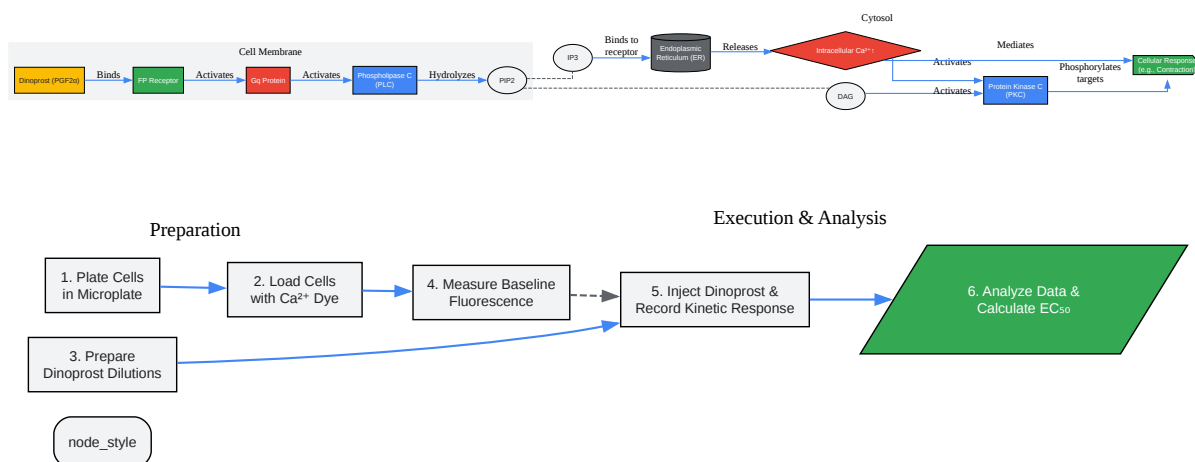 Cytosol
Cell Membrane
Dinoprost (PGF2α)
Binds
FP Receptor
Activates
Gq Protein
Activates
Phospholipase C
(PLC)
Hydrolyzes
PIP2
IP3
Binds to
receptor
Endoplasmic
Reticulum (ER)
Releases
Intracellular Ca²⁺↑
Mediates
Activates
DAG
Activates
Protein Kinase C
(PKC)
Phosphorylates
targets
Cellular Response
(e.g., Contraction)
Preparation
Execution & Analysis
1. Plate Cells
in Microplate
2. Load Cells
with Ca²⁺ Dye
4. Measure Baseline
Fluorescence
5. Inject Dinoprost &
Record Kinetic Response
6. Analyze Data &
Calculate EC₅₀
3. Prepare
Dinoprost Dilutions
node_style